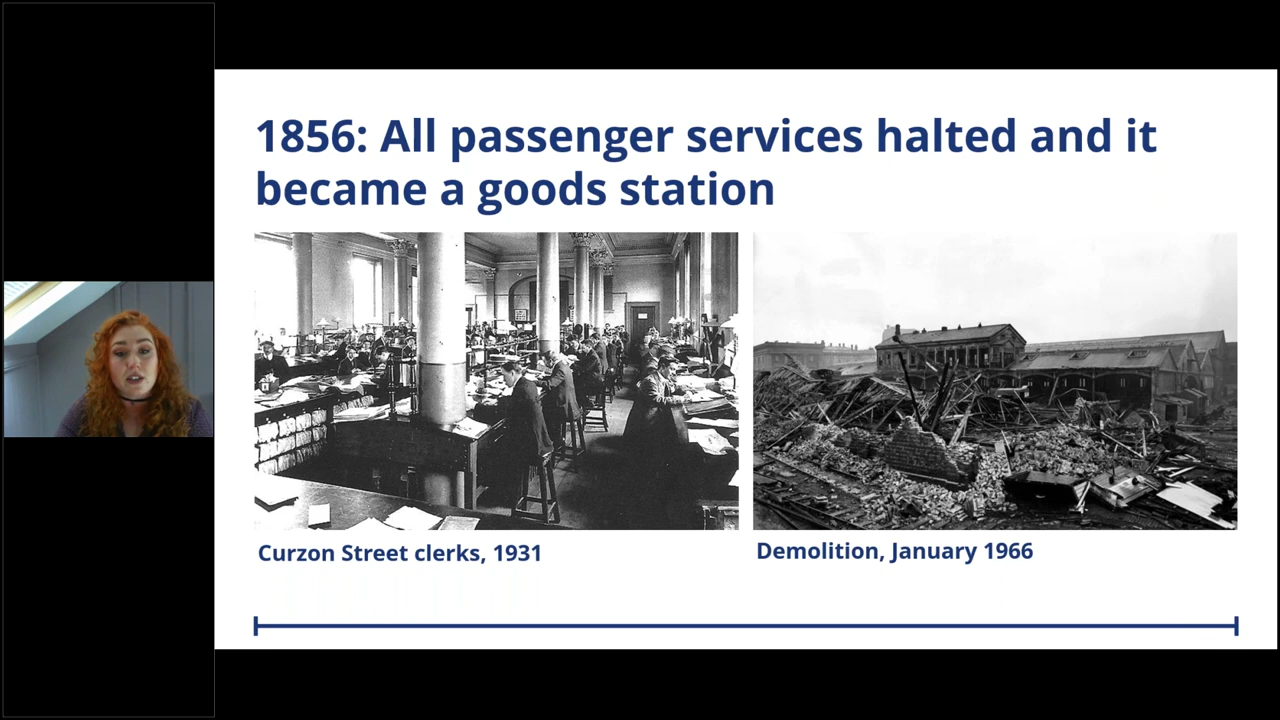 1856: All passenger services halted and it
became a goods station
Curzon Street clerks, 1931
Demolition, January 1966